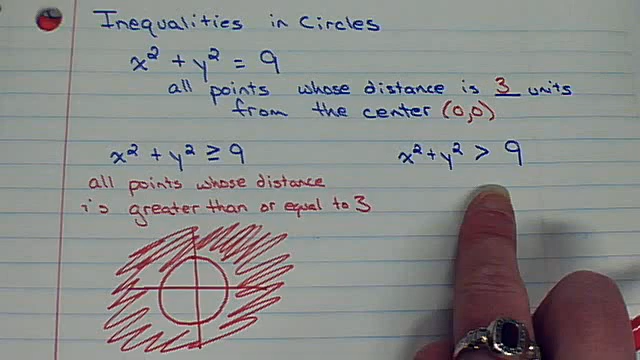 Inequalities in Circles
x² + y² = 9
all points whose distance is 3 units
from the center (0,0)
x² + y² ≥ 9
all points whose distance
is greater than or equal to 3
x² + y² > 9